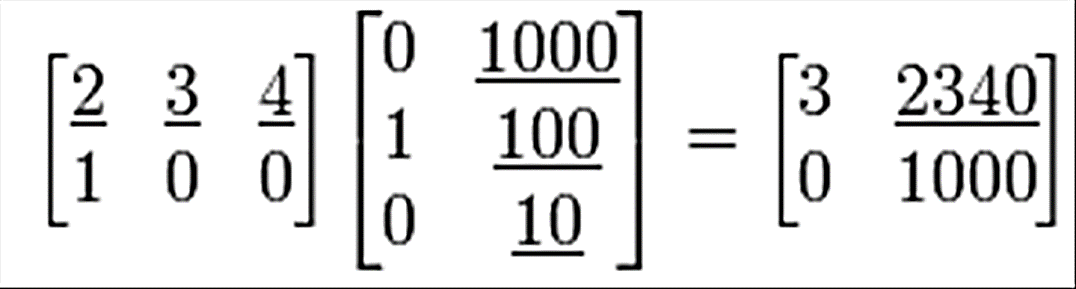 [2 3 4] [0 1000] = [3 2340]
[1 0 0] [1 100] [0 1000]
[0 10]